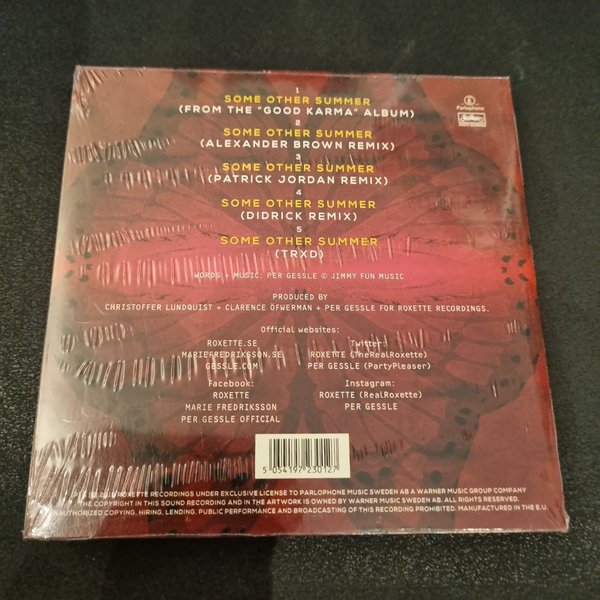 1
SOME OTHER SUMMER
(FROM THE "GOOD KARMA" ALBUM)
2
SOME OTHER SUMMER
(ALEXANDER BROWN REMIX)
3
SOME OTHER SUMMER
(PATRICK JORDAN REMIX)
4
SOME OTHER SUMMER
(DIDRICK REMIX)
5
SOME OTHER SUMMER
(TRXD)
Parlophone
WORDS + MUSIC: PER GESSLE © JIMMY FUN MUSIC
PRODUCED BY
CHRISTOFFER LUNDQUIST + CLARENCE ÖFWERMAN + PER GESSLE FOR ROXETTE RECORDINGS.
Official websites:
ROXETTE.SE
MARIEFREDRIKSSON.SE
GESSLE.COM
Twitter:
ROXETTE (TheRealRoxette)
PER GESSLE (PartyPleaser)
Facebook:
ROXETTE
MARIE FREDRIKSSON
PER GESSLE OFFICIAL
Instagram:
ROXETTE (RealRoxette)
PER GESSLE
5 054197 230127
ROXETTE RECORDINGS UNDER EXCLUSIVE LICENSE TO PARLOPHONE MUSIC SWEDEN AB A WARNER MUSIC GROUP COMPANY
THE COPYRIGHT IN THIS SOUND RECORDING AND IN THE ARTWORK IS OWNED BY WARNER MUSIC SWEDEN AB. ALL RIGHTS RESERVED.
UNAUTHORIZED COPYING, HIRING, LENDING, PUBLIC PERFORMANCE AND BROADCASTING OF THIS RECORDING PROHIBITED. MANUFACTURED IN THE E.U.